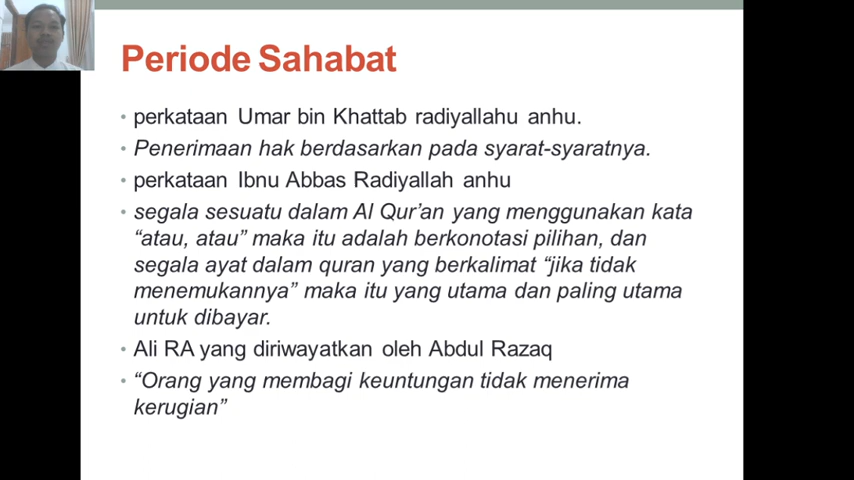 Periode Sahabat
• perkataan Umar bin Khattab radiyallahu anhu.
• Penerimaan hak berdasarkan pada syarat-syaratnya.
• perkataan Ibnu Abbas Radiyallah anhu
• segala sesuatu dalam Al Qur’an yang menggunakan kata
“atau, atau” maka itu adalah berkonotasi pilihan, dan
segala ayat dalam quran yang berkalimat “jika tidak
menemukannya” maka itu yang utama dan paling utama
untuk dibayar.
• Ali RA yang diriwayatkan oleh Abdul Razaq
• “Orang yang membagi keuntungan tidak menerima
kerugian”